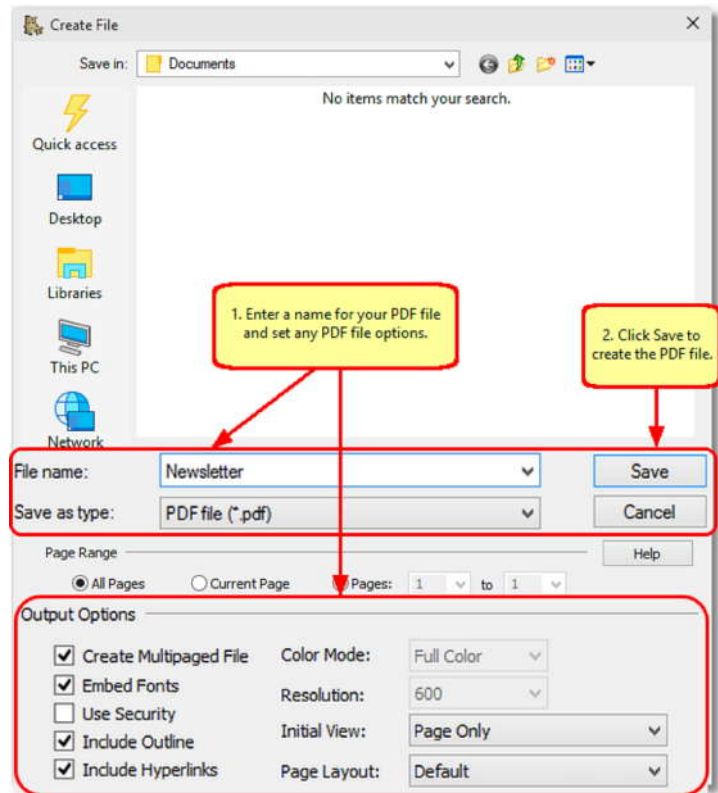 Create File
Save in:
Documents
No items match your search.
Quick access
Desktop
Libraries
This PC
Network
1. Enter a name for your PDF file
and set any PDF file options.
2. Click Save to
create the PDF file.
File name:
Newsletter
Save
Save as type:
PDF file (*.pdf)
Cancel
Page Range
Help
All Pages
Current Page
Pages:
1
to
1
Output Options
Create Multipaged File
Color Mode:
Full Color
Embed Fonts
Resolution:
600
Use Security
Initial View:
Page Only
Include Outline
Include Hyperlinks
Page Layout:
Default